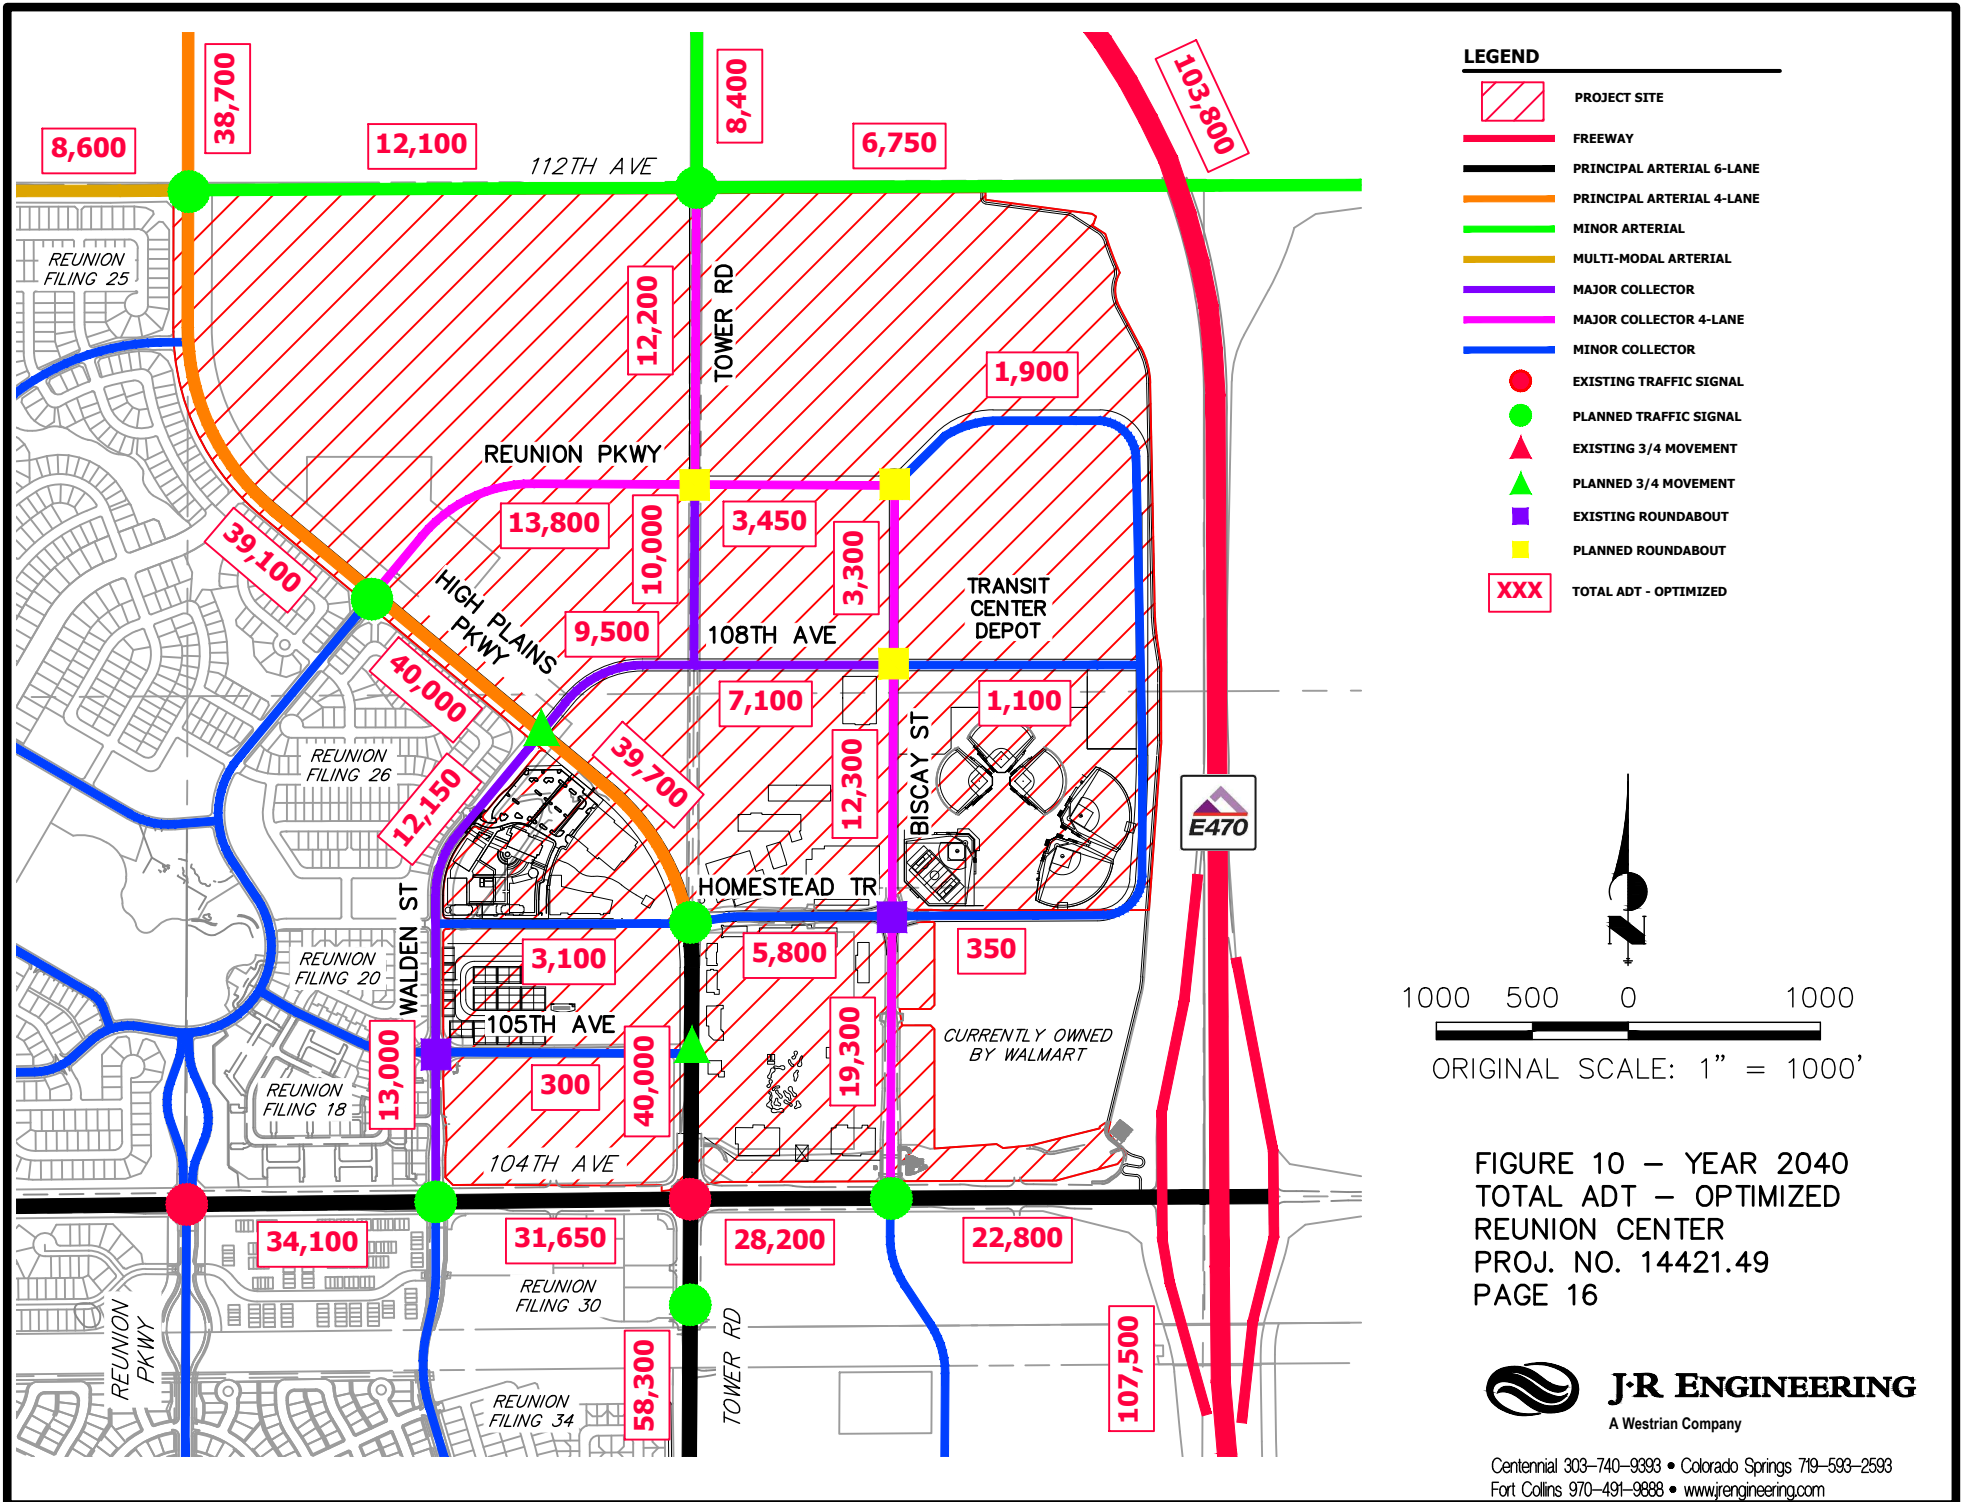 LEGEND
PROJECT SITE
FREEWAY
PRINCIPAL ARTERIAL 6-LANE
PRINCIPAL ARTERIAL 4-LANE
MINOR ARTERIAL
MULTI-MODAL ARTERIAL
MAJOR COLLECTOR
MAJOR COLLECTOR 4-LANE
MINOR COLLECTOR
EXISTING TRAFFIC SIGNAL
PLANNED TRAFFIC SIGNAL
EXISTING 3/4 MOVEMENT
PLANNED 3/4 MOVEMENT
EXISTING ROUNDABOUT
PLANNED ROUNDABOUT
XXX TOTAL ADT - OPTIMIZED
38,700
8,400
103,800
8,600
12,100
6,750
112TH AVE
REUNION
FILING 25
12,200
TOWER RD
1,900
REUNION PKWY
13,800
10,000
3,450
3,300
39,100
HIGH PLAINS
PKWY
TRANSIT
CENTER
DEPOT
9,500
108TH AVE
40,000
7,100
1,100
REUNION
FILING 26
39,700
12,150
12,300
BISCAY ST
E470
HOMESTEAD TR
WALDEN ST
3,100
5,800
350
REUNION
FILING 20
105TH AVE
CURRENTLY OWNED
BY WALMART
13,000
300
40,000
19,300
REUNION
FILING 18
104TH AVE
34,100
31,650
28,200
22,800
REUNION
FILING 30
REUNION
PKWY
58,300
TOWER RD
107,500
REUNION
FILING 34
N
1000 500 0 1000
ORIGINAL SCALE: 1" = 1000'
FIGURE 10 – YEAR 2040
TOTAL ADT – OPTIMIZED
REUNION CENTER
PROJ. NO. 14421.49
PAGE 16
J·R ENGINEERING
A Westrian Company
Centennial 303–740–9393 • Colorado Springs 719–593–2593
Fort Collins 970–491–9888 • www.jrengineering.com